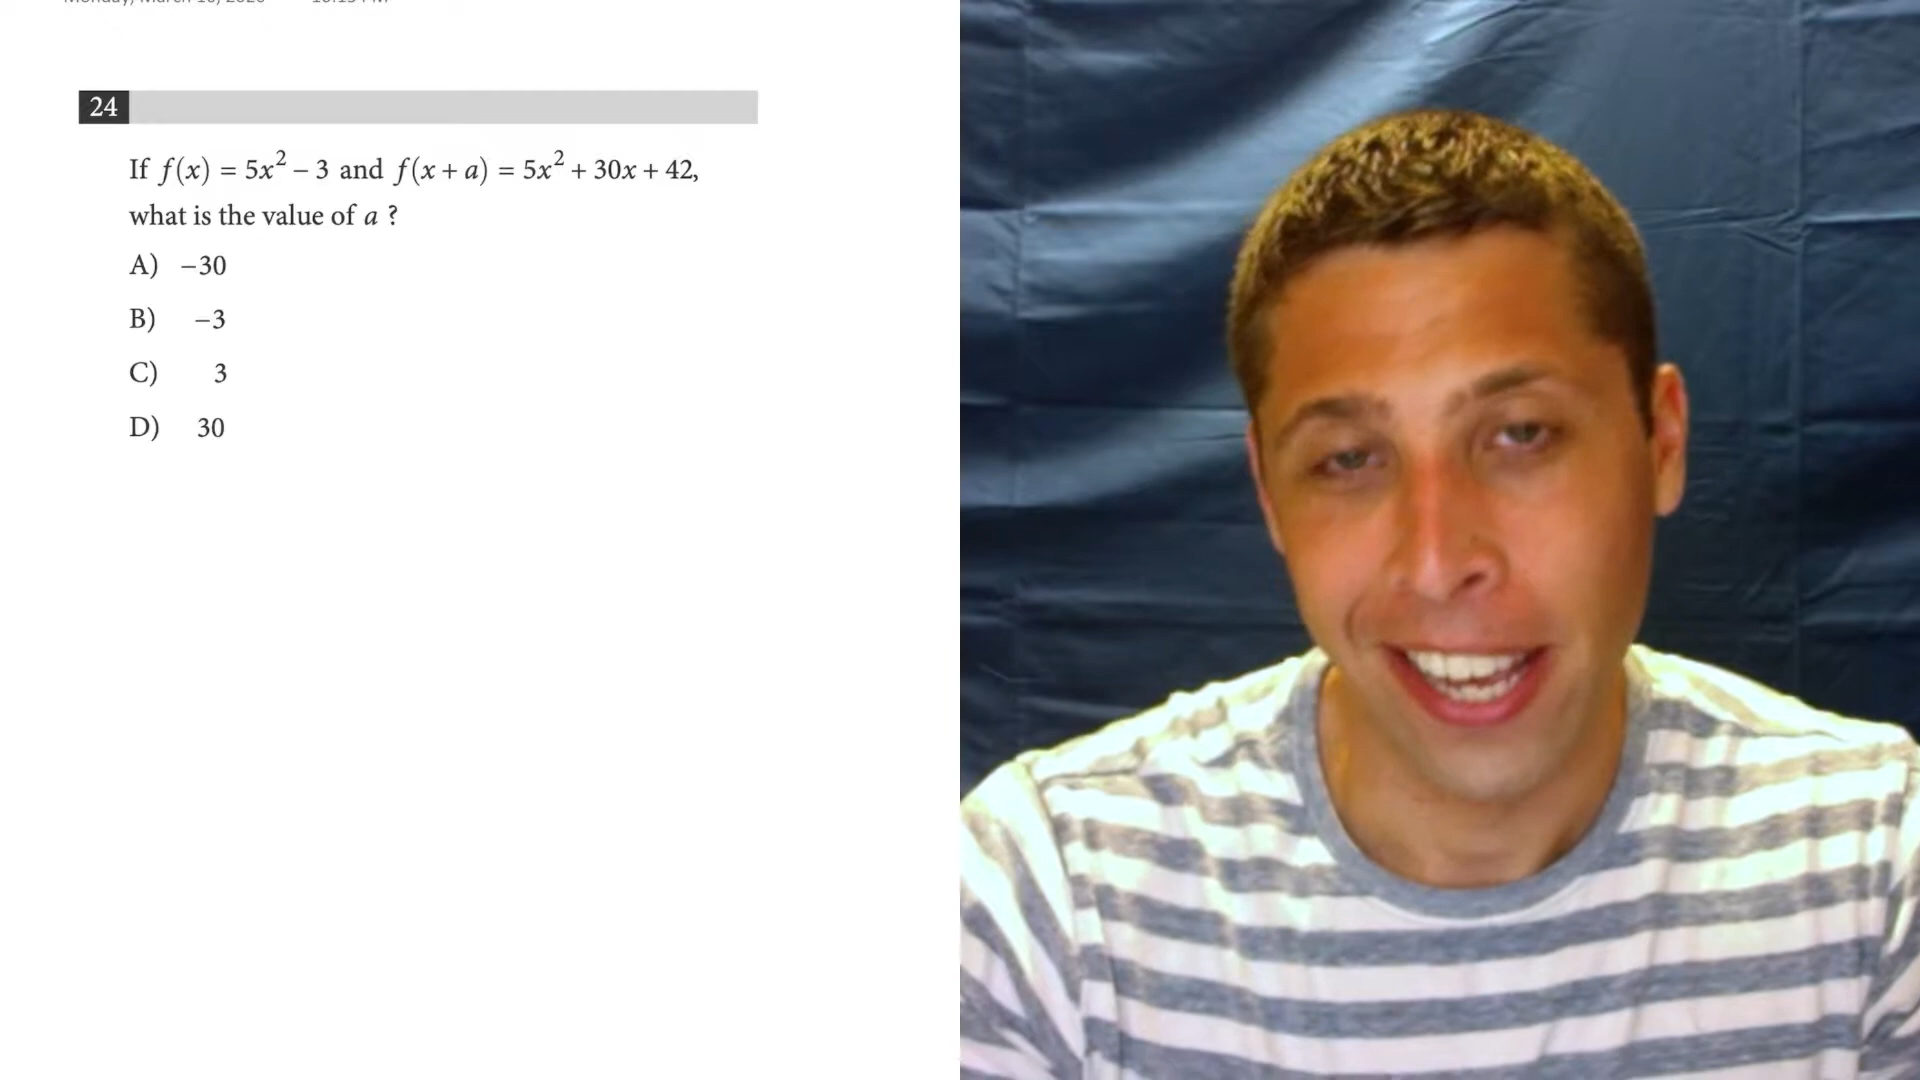 24
If f(x) = 5x² – 3 and f(x + a) = 5x² + 30x + 42,
what is the value of a ?
A) –30
B) –3
C) 3
D) 30